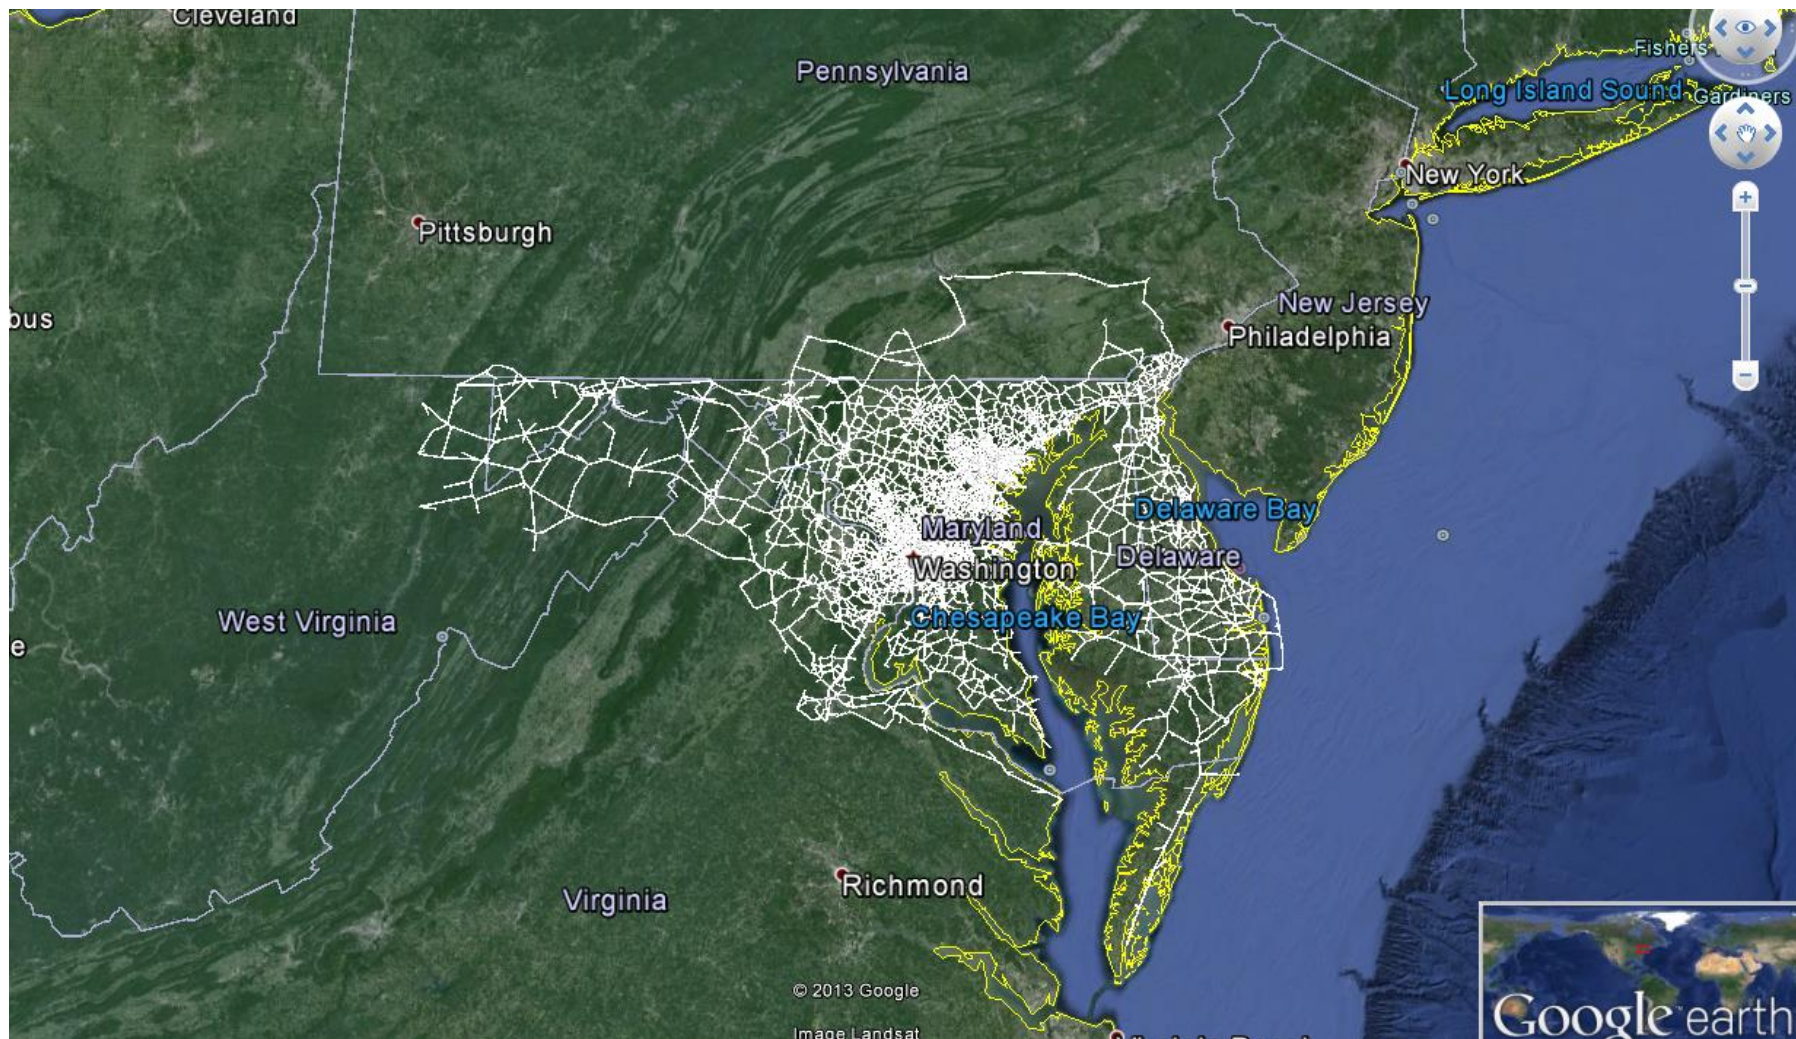 Cleveland
Pennsylvania
Fishers
Long Island Sound
Gardiners
New York
Pittsburgh
New Jersey
Philadelphia
bus
Delaware Bay
Maryland
Delaware
Washington
Chesapeake Bay
West Virginia
e
Richmond
Virginia
© 2013 Google
Image Landsat
Google earth